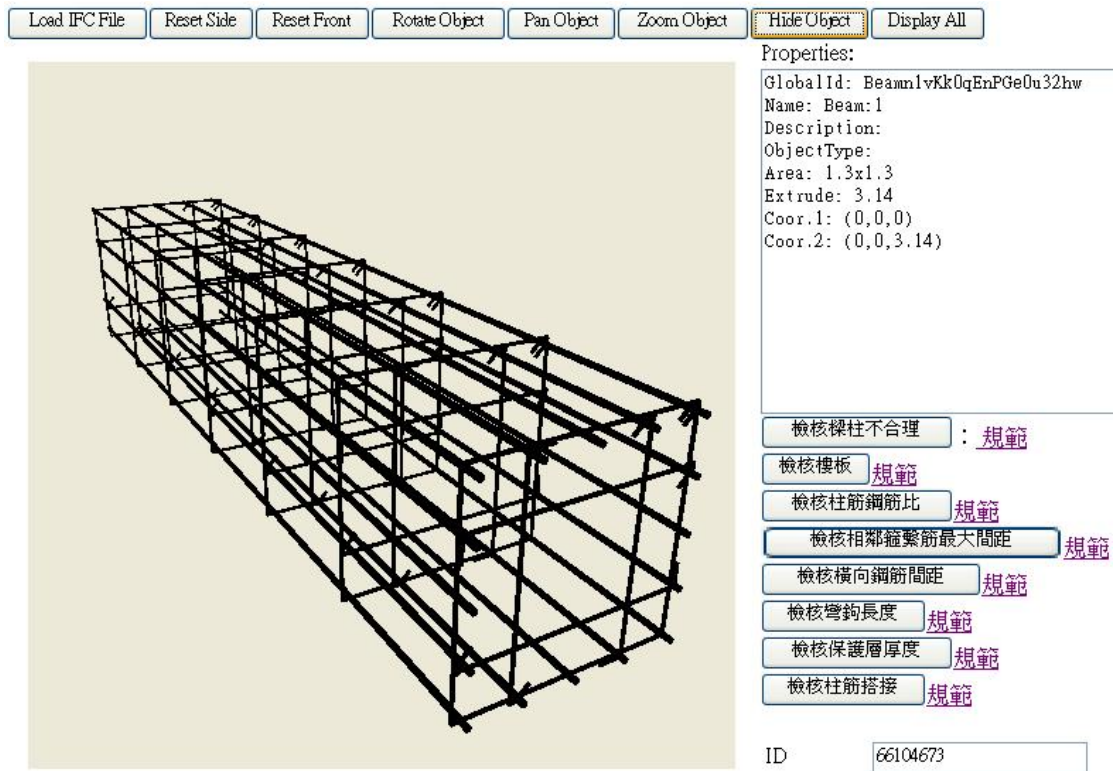 Load IFC File Reset Side Reset Front Rotate Object Pan Object Zoom Object Hide Object Display All
Properties:
GlobalId: Beamn1vKk0qEnPGe0u32hw
Name: Beam:1
Description:
ObjectType:
Area: 1.3x1.3
Extrude: 3.14
Coor.1: (0,0,0)
Coor.2: (0,0,3.14)
檢核樑柱不合理 : 規範
檢核樓板 規範
檢核柱筋鋼筋比 規範
檢核相鄰箍繫筋最大間距 規範
檢核橫向鋼筋間距 規範
檢核彎鉤長度 規範
檢核保護層厚度 規範
檢核柱筋搭接 規範
ID 66104673